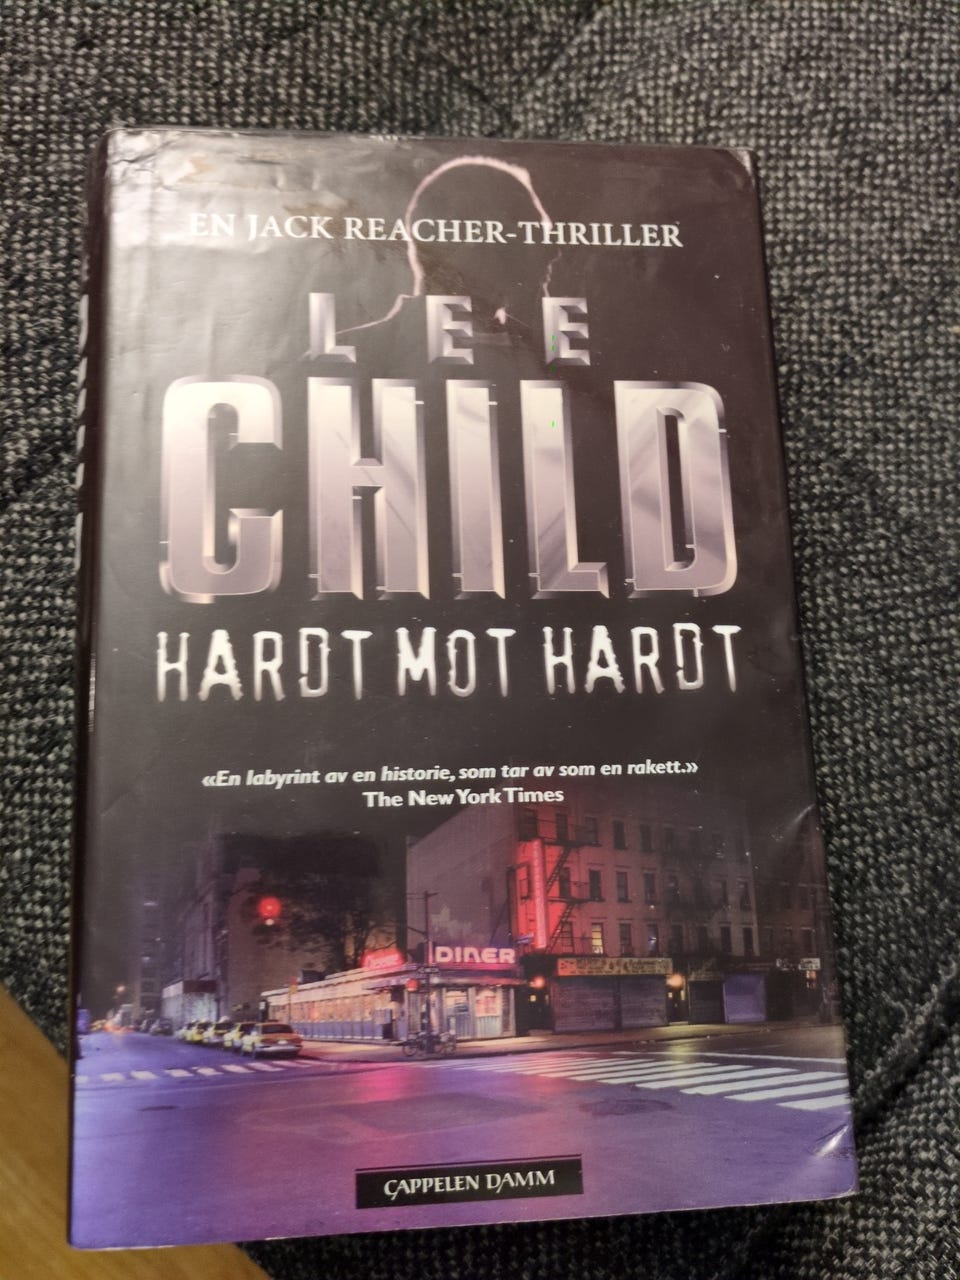 EN JACK REACHER-THRILLER
LEE
CHILD
HARDT MOT HARDT
«En labyrint av en historie, som tar av som en rakett.»
The New York Times
DINER
CAPPELEN DAMM